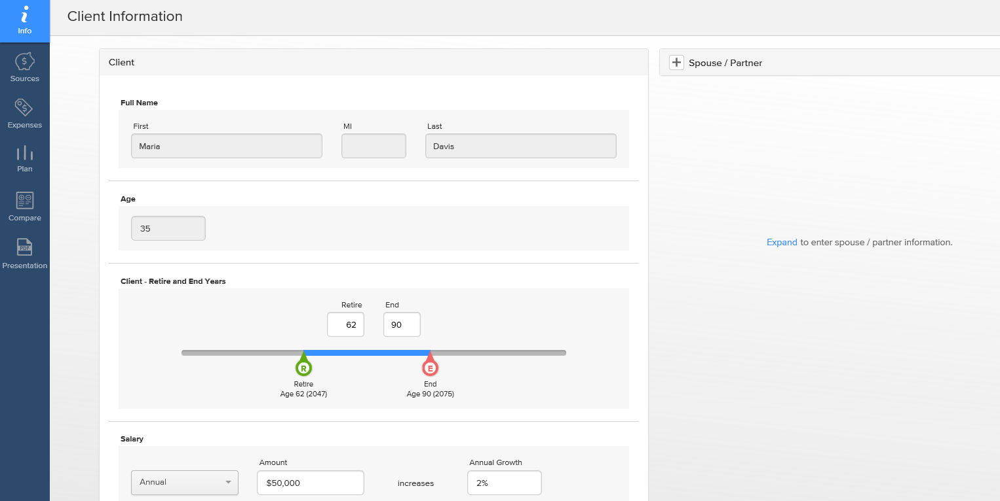 Client Information
Info
Sources
Expenses
Plan
Compare
PDF
Presentation
Client
Full Name
First MI Last
Maria Davis
Age
35
Client - Retire and End Years
Retire End
62 90
R E
Retire End
Age 62 (2047) Age 90 (2075)
Salary
Amount Annual Growth
Annual $50,000 increases 2%
Spouse / Partner
Expand to enter spouse / partner information.